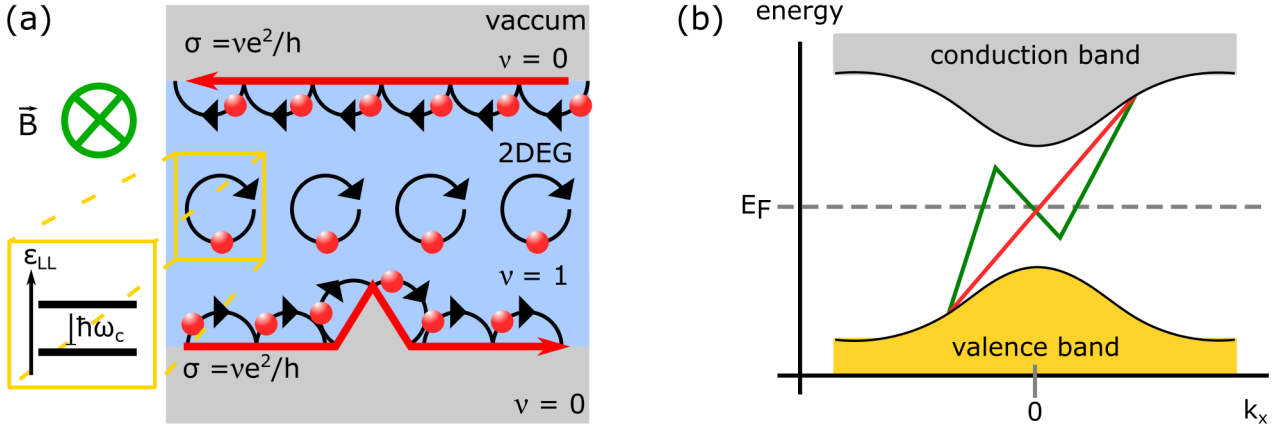 (a)
vaccum
σ =νe²/h
ν = 0
B⃗
2DEG
ε_LL
ħω_c
ν = 1
σ =νe²/h
ν = 0
(b)
energy
conduction band
E_F
valence band
0
k_x